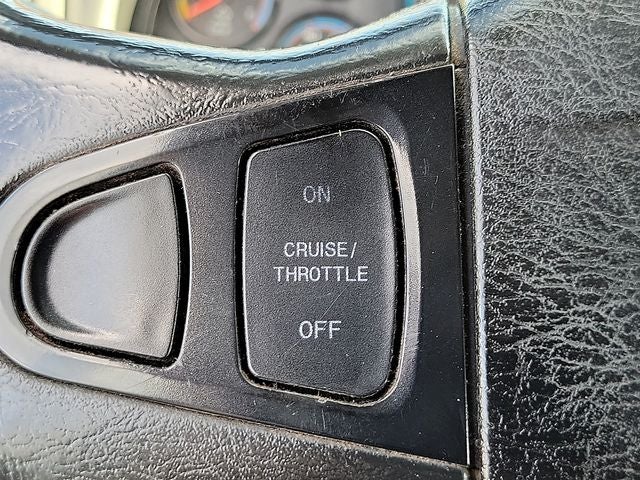 ON
CRUISE/
THROTTLE
OFF